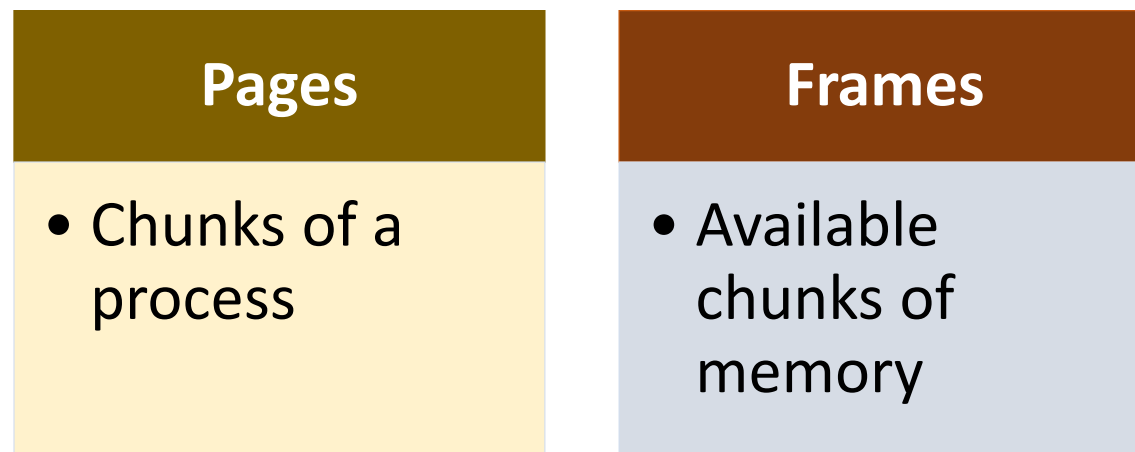 Pages
• Chunks of a
process
Frames
• Available
chunks of
memory